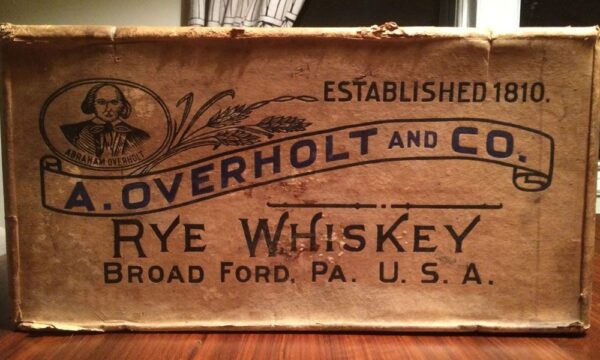 ESTABLISHED 1810.
ABRAHAM OVERHOLT
A. OVERHOLT AND CO.
RYE WHISKEY
BROAD FORD, PA. U. S. A.